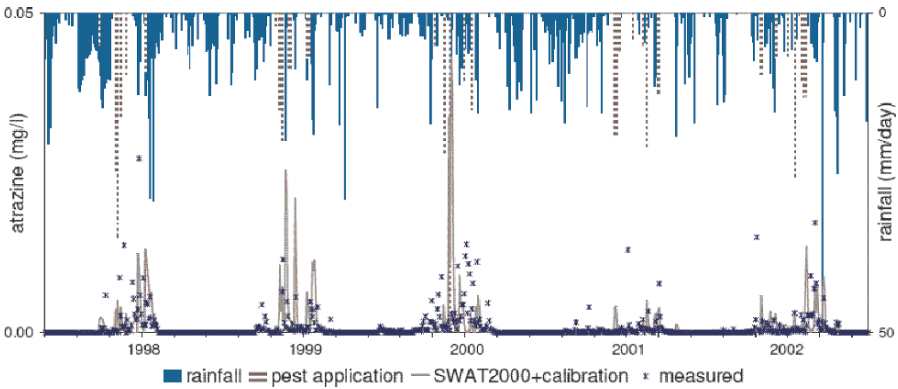 0.05
0
atrazine (mg/l)
rainfall (mm/day)
0.00
50
1998
1999
2000
2001
2002
rainfall
pest application
SWAT2000+calibration
measured